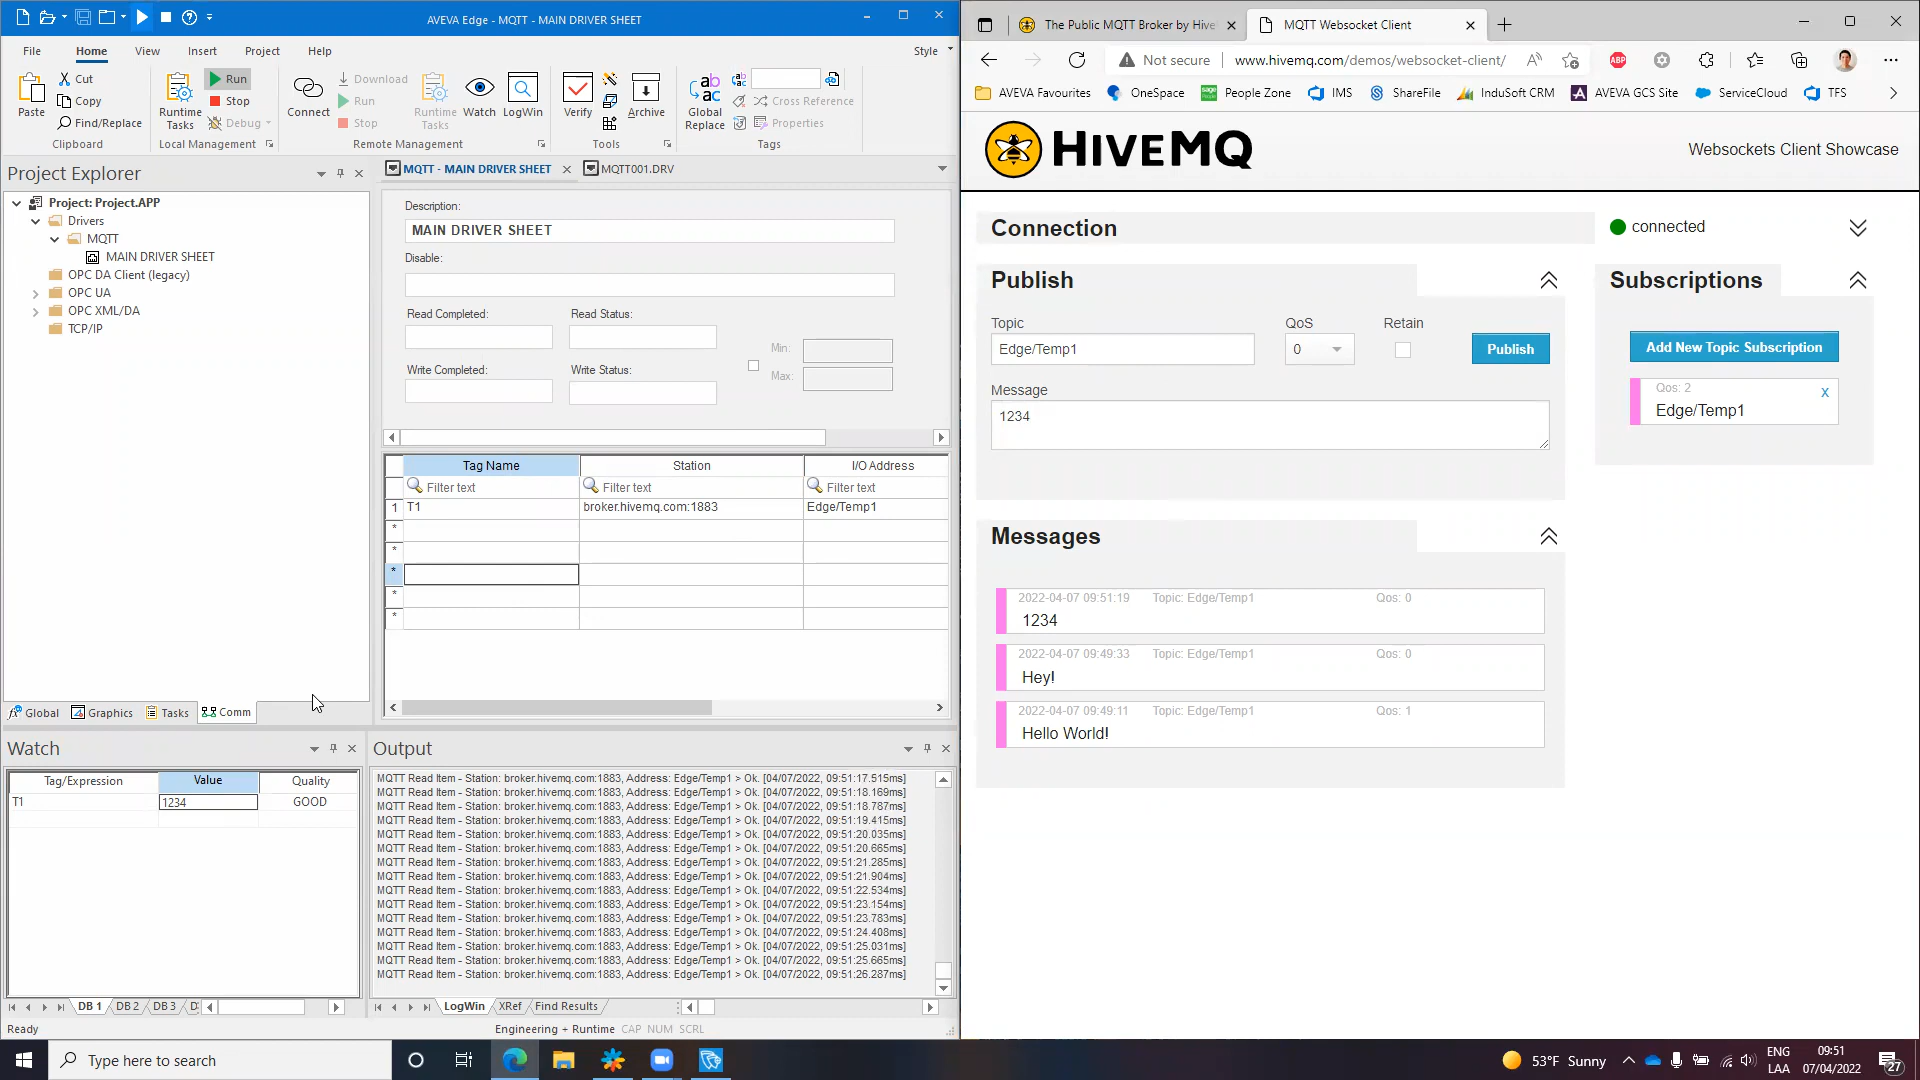 AVEVA Edge - MQTT - MAIN DRIVER SHEET
File
Home
View
Insert
Project
Help
Style
Paste
Cut
Copy
Find/Replace
Clipboard
Runtime
Tasks
Run
Stop
Debug
Local Management
Connect
Download
Run
Stop
Runtime
Tasks
Watch
LogWin
Remote Management
Verify
Archive
Tools
Global
Replace
Cross Reference
Properties
Tags
Project Explorer
Project: Project.APP
Drivers
MQTT
MAIN DRIVER SHEET
OPC DA Client (legacy)
OPC UA
OPC XML/DA
TCP/IP
Global
Graphics
Tasks
Comm
MQTT - MAIN DRIVER SHEET
MQTT001.DRV
Description:
MAIN DRIVER SHEET
Disable:
Read Completed:
Read Status:
Write Completed:
Write Status:
Min:
Max:
Tag Name
Station
I/O Address
Filter text
Filter text
Filter text
1
T1
broker.hivemq.com:1883
Edge/Temp1
*
*
*
*
*
Watch
Tag/Expression
Value
Quality
T1
1234
GOOD
DB 1
DB 2
DB 3
Output
MQTT Read Item - Station: broker.hivemq.com:1883, Address: Edge/Temp1 > Ok. [04/07/2022, 09:51:17.515ms]
MQTT Read Item - Station: broker.hivemq.com:1883, Address: Edge/Temp1 > Ok. [04/07/2022, 09:51:18.169ms]
MQTT Read Item - Station: broker.hivemq.com:1883, Address: Edge/Temp1 > Ok. [04/07/2022, 09:51:18.787ms]
MQTT Read Item - Station: broker.hivemq.com:1883, Address: Edge/Temp1 > Ok. [04/07/2022, 09:51:19.415ms]
MQTT Read Item - Station: broker.hivemq.com:1883, Address: Edge/Temp1 > Ok. [04/07/2022, 09:51:20.035ms]
MQTT Read Item - Station: broker.hivemq.com:1883, Address: Edge/Temp1 > Ok. [04/07/2022, 09:51:20.665ms]
MQTT Read Item - Station: broker.hivemq.com:1883, Address: Edge/Temp1 > Ok. [04/07/2022, 09:51:21.285ms]
MQTT Read Item - Station: broker.hivemq.com:1883, Address: Edge/Temp1 > Ok. [04/07/2022, 09:51:21.904ms]
MQTT Read Item - Station: broker.hivemq.com:1883, Address: Edge/Temp1 > Ok. [04/07/2022, 09:51:22.534ms]
MQTT Read Item - Station: broker.hivemq.com:1883, Address: Edge/Temp1 > Ok. [04/07/2022, 09:51:23.154ms]
MQTT Read Item - Station: broker.hivemq.com:1883, Address: Edge/Temp1 > Ok. [04/07/2022, 09:51:23.783ms]
MQTT Read Item - Station: broker.hivemq.com:1883, Address: Edge/Temp1 > Ok. [04/07/2022, 09:51:24.408ms]
MQTT Read Item - Station: broker.hivemq.com:1883, Address: Edge/Temp1 > Ok. [04/07/2022, 09:51:25.031ms]
MQTT Read Item - Station: broker.hivemq.com:1883, Address: Edge/Temp1 > Ok. [04/07/2022, 09:51:25.665ms]
MQTT Read Item - Station: broker.hivemq.com:1883, Address: Edge/Temp1 > Ok. [04/07/2022, 09:51:26.287ms]
LogWin
XRef
Find Results
Ready
Engineering + Runtime CAP NUM SCRL
The Public MQTT Broker by Hive
MQTT Websocket Client
Not secure
www.hivemq.com/demos/websocket-client/
ABP
AVEVA Favourites
OneSpace
People Zone
IMS
ShareFile
InduSoft CRM
AVEVA GCS Site
ServiceCloud
TFS
HIVEMQ
Websockets Client Showcase
Connection
connected
Publish
Topic
QoS
Retain
Edge/Temp1
0
Publish
Message
1234
Subscriptions
Add New Topic Subscription
Qos: 2
x
Edge/Temp1
Messages
2022-04-07 09:51:19 Topic: Edge/Temp1 Qos: 0
1234
2022-04-07 09:49:33 Topic: Edge/Temp1 Qos: 0
Hey!
2022-04-07 09:49:11 Topic: Edge/Temp1 Qos: 1
Hello World!
Type here to search
53°F Sunny
ENG
LAA
09:51
07/04/2022
27